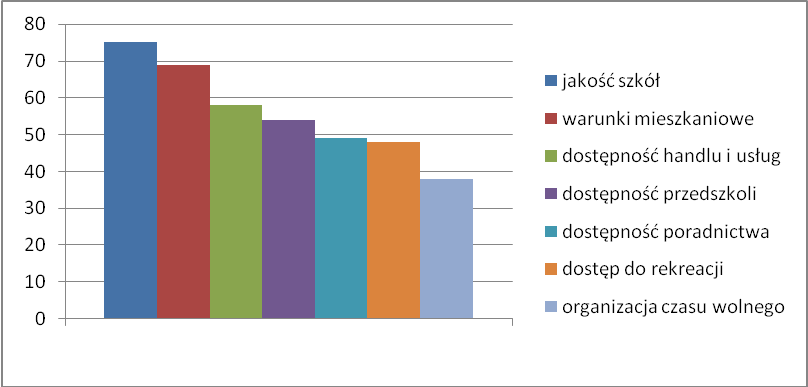 80
70
60
50
40
30
20
10
0
jakość szkół
warunki mieszkaniowe
dostępność handlu i usług
dostępność przedszkoli
dostępność poradnictwa
dostęp do rekreacji
organizacja czasu wolnego